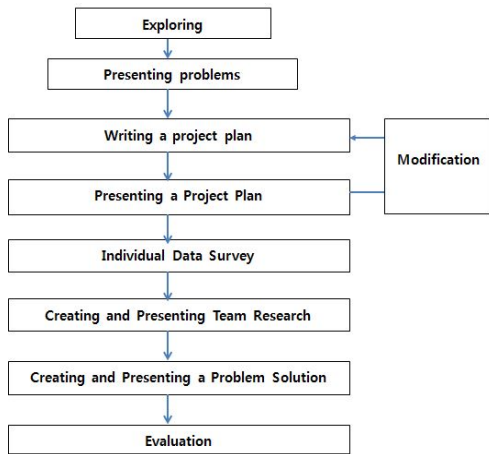 Exploring
Presenting problems
Writing a project plan
Modification
Presenting a Project Plan
Individual Data Survey
Creating and Presenting Team Research
Creating and Presenting a Problem Solution
Evaluation